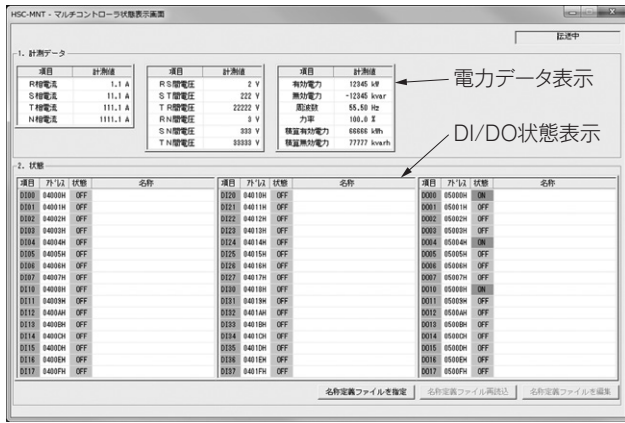 HSC-MNT - マルチコントローラ状態表示画面
伝送中
1. 計測データ
項目 計測値 項目 計測値 項目 計測値
R相電流 1.1 A RS間電圧 2 V 有効電力 12345 kW
S相電流 11.1 A ST間電圧 222 V 無効電力 -12345 kvar
T相電流 111.1 A TR間電圧 22222 V 周波数 55.50 Hz
N相電流 1111.1 A RN間電圧 3 V 力率 100.0 %
SN間電圧 333 V 積算有効電力 66666 kWh
TN間電圧 33333 V 積算無効電力 77777 kvarh
電力データ表示
DI/DO状態表示
2. 状態
項目 アドレス 状態 名称 項目 アドレス 状態 名称 項目 アドレス 状態 名称
DI00 04000H OFF DI20 04010H OFF DO00 05000H ON
DI01 04001H OFF DI21 04011H OFF DO01 05001H OFF
DI02 04002H OFF DI22 04012H OFF DO02 05002H OFF
DI03 04003H OFF DI23 04013H OFF DO03 05003H OFF
DI04 04004H OFF DI24 04014H OFF DO04 05004H ON
DI05 04005H OFF DI25 04015H OFF DO05 05005H OFF
DI06 04006H OFF DI26 04016H OFF DO06 05006H OFF
DI07 04007H OFF DI27 04017H OFF DO07 05007H OFF
DI10 04008H OFF DI30 04018H OFF DO10 05008H ON
DI11 04009H OFF DI31 04019H OFF DO11 05009H OFF
DI12 0400AH OFF DI32 0401AH OFF DO12 0500AH OFF
DI13 0400BH OFF DI33 0401BH OFF DO13 0500BH OFF
DI14 0400CH OFF DI34 0401CH OFF DO14 0500CH OFF
DI15 0400DH OFF DI35 0401DH OFF DO15 0500DH OFF
DI16 0400EH OFF DI36 0401EH OFF DO16 0500EH OFF
DI17 0400FH OFF DI37 0401FH OFF DO17 0500FH OFF
名称定義ファイルを指定 名称定義ファイル再読込 名称定義ファイルを編集